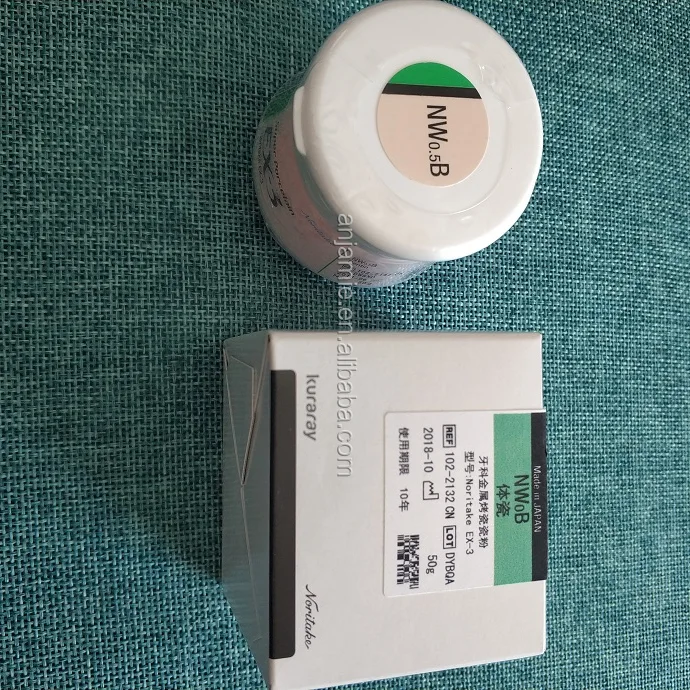 NW0.5B
anjamie.en.alibaba.com
kuraray
Noritake
Made in JAPAN
NW0B
体瓷
牙科金属烤瓷瓷粉
型号:Noritake EX-3
REF 102-2132 CN LOT DYBQA
2018-10 50g
使用期限 10年